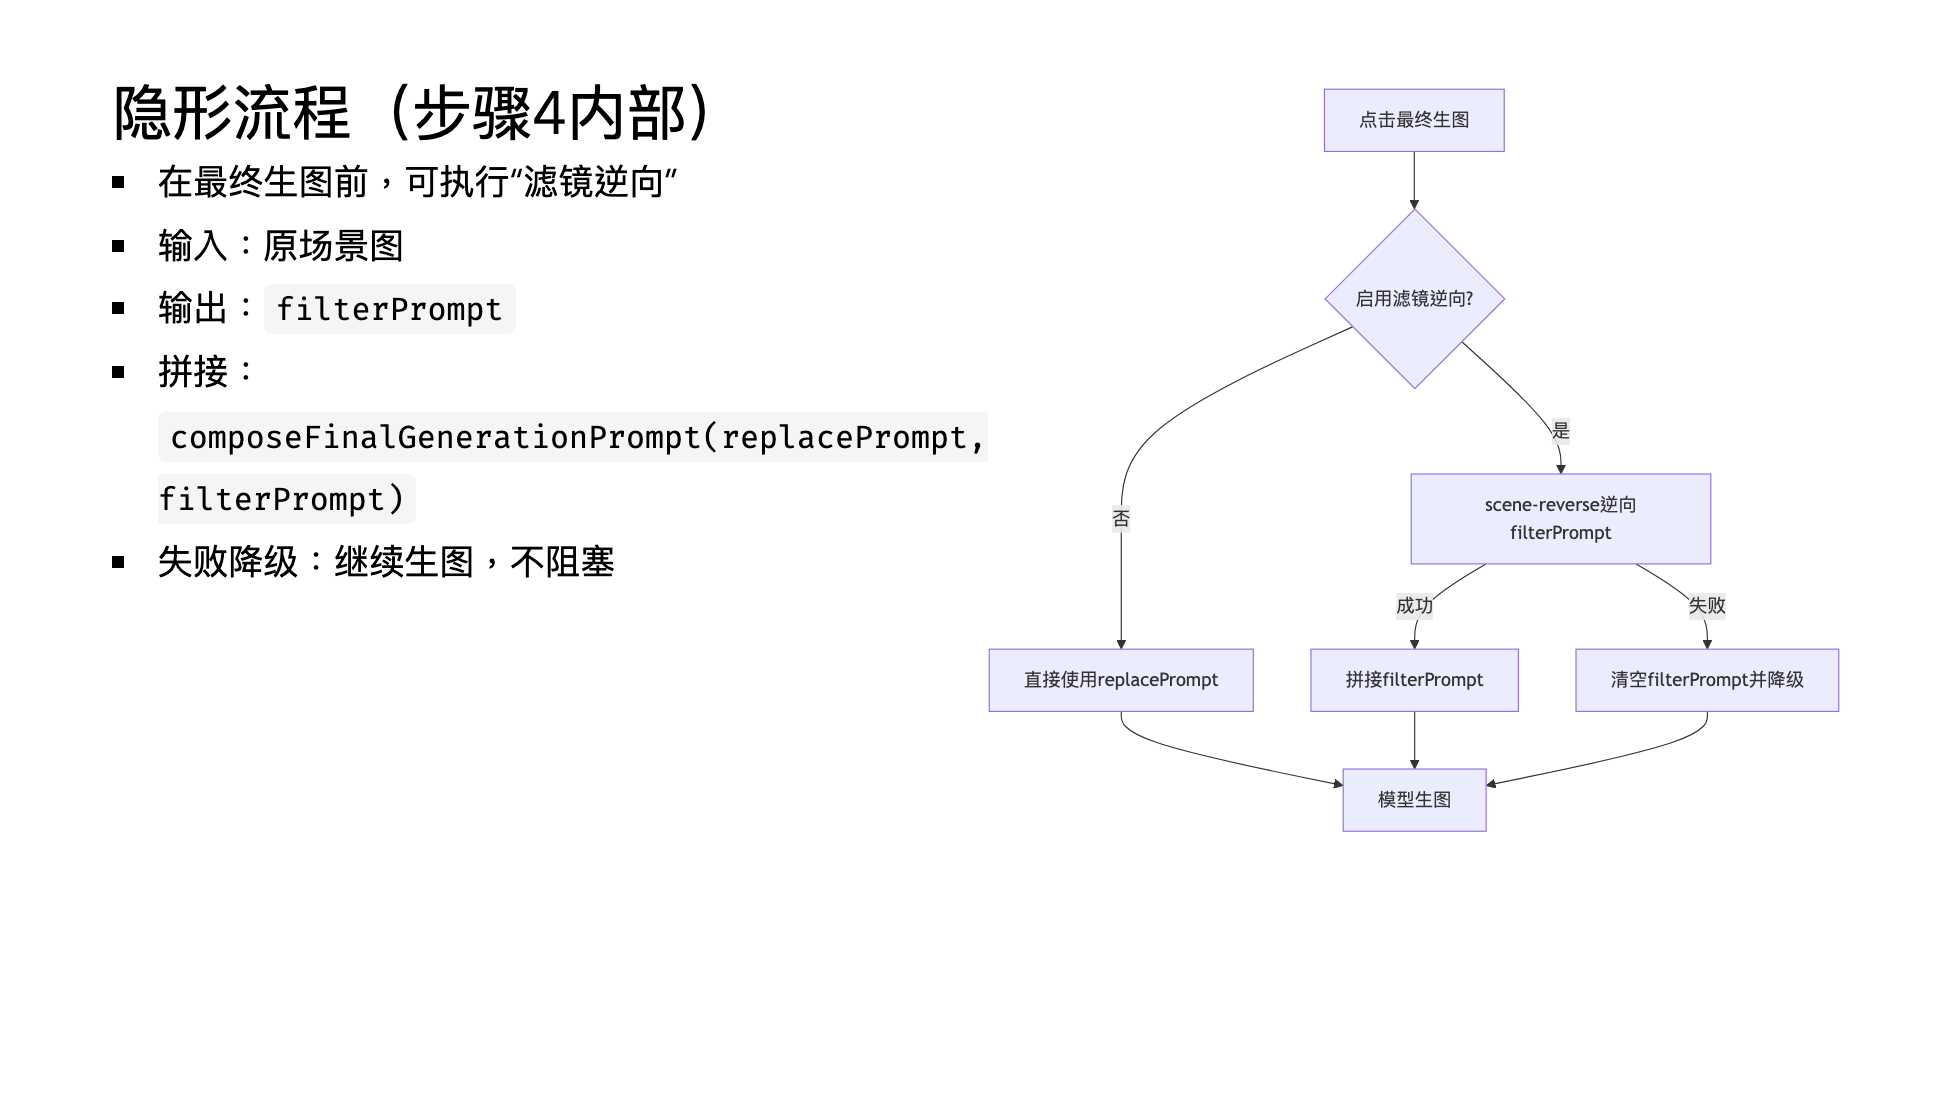 隐形流程（步骤4内部）
在最终生图前，可执行“滤镜逆向”
输入：原场景图
输出：filterPrompt
拼接：
composeFinalGenerationPrompt(replacePrompt,
filterPrompt)
失败降级：继续生图，不阻塞
点击最终生图
启用滤镜逆向?
是
否
scene-reverse逆向
filterPrompt
成功
失败
直接使用replacePrompt
拼接filterPrompt
清空filterPrompt并降级
模型生图